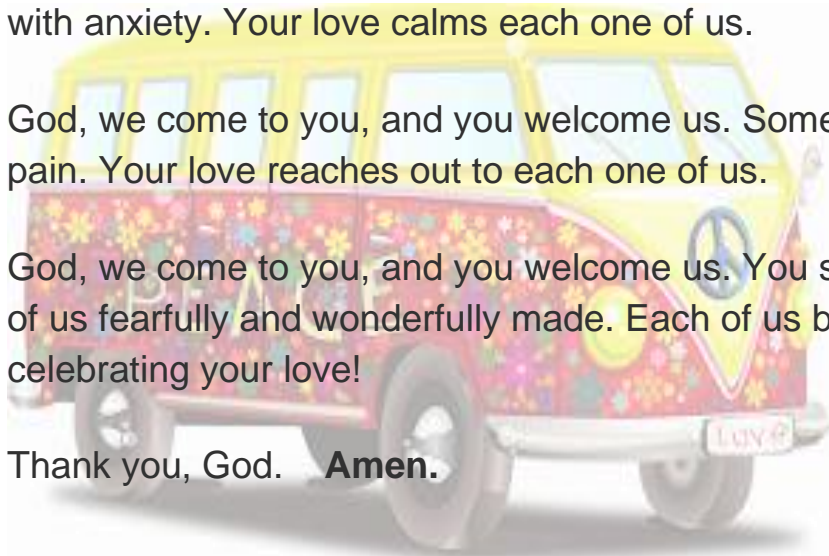 with anxiety. Your love calms each one of us.
God, we come to you, and you welcome us. Some
pain. Your love reaches out to each one of us.
God, we come to you, and you welcome us. You s
of us fearfully and wonderfully made. Each of us b
celebrating your love!
Thank you, God. Amen.
PEACE
LOVE